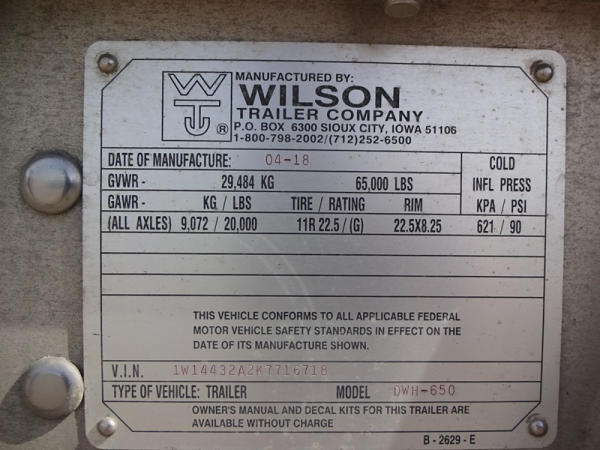 WT ®
MANUFACTURED BY:
WILSON
TRAILER COMPANY
P.O. BOX 6300 SIOUX CITY, IOWA 51106
1-800-798-2002/(712)252-6500
DATE OF MANUFACTURE: 04-18 COLD
GVWR - 29,484 KG 65,000 LBS INFL PRESS
GAWR - KG / LBS TIRE / RATING RIM KPA / PSI
(ALL AXLES) 9,072 / 20,000 11R 22.5 / (G) 22.5X8.25 621 / 90
THIS VEHICLE CONFORMS TO ALL APPLICABLE FEDERAL
MOTOR VEHICLE SAFETY STANDARDS IN EFFECT ON THE
DATE OF ITS MANUFACTURE SHOWN.
V.I.N. 1W14432A2K7716718
TYPE OF VEHICLE: TRAILER MODEL DWH-650
OWNER'S MANUAL AND DECAL KITS FOR THIS TRAILER ARE
AVAILABLE WITHOUT CHARGE
B - 2629 - E